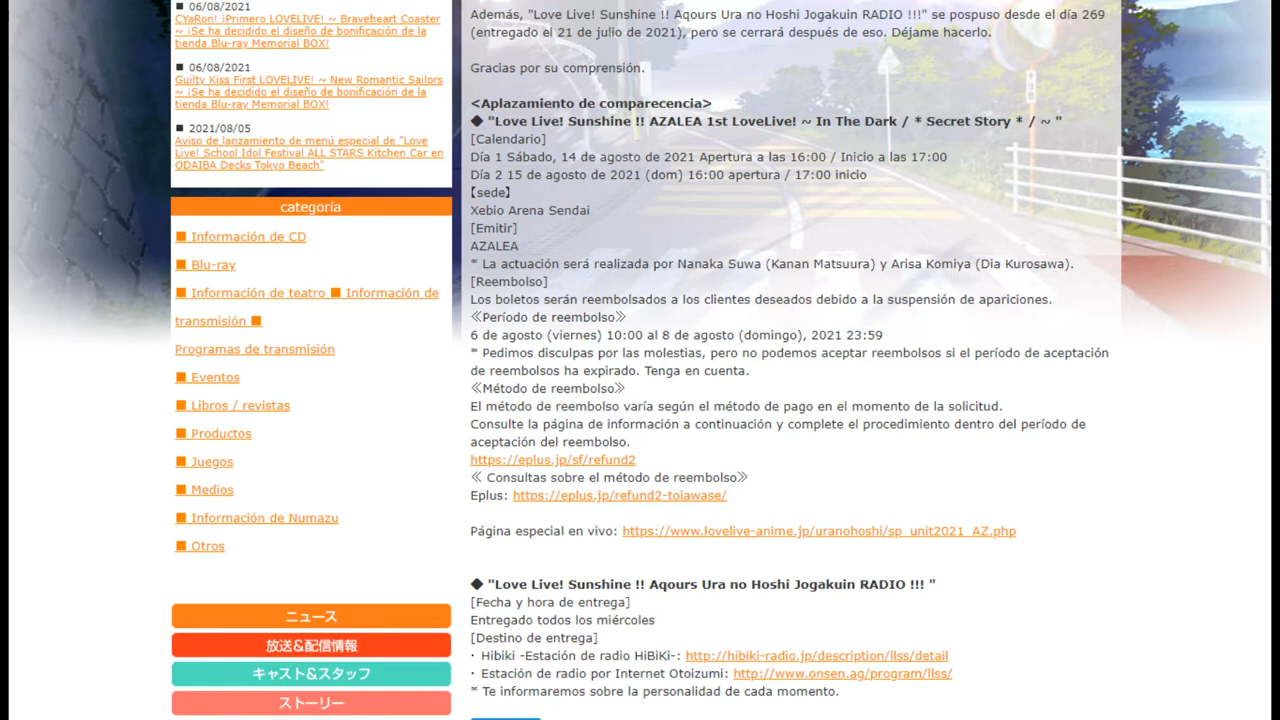 ■ 06/08/2021
CYaRon! ¡Primero LOVELIVE! ~ Braveheart Coaster
~ ¡Se ha decidido el diseño de bonificación de la
tienda Blu-ray Memorial BOX!
■ 06/08/2021
Guilty Kiss First LOVELIVE! ~ New Romantic Sailors
~ ¡Se ha decidido el diseño de bonificación de la
tienda Blu-ray Memorial BOX!
■ 2021/08/05
Aviso de lanzamiento de menú especial de "Love
Live! School Idol Festival ALL STARS Kitchen Car en
ODAIBA Decks Tokyo Beach"
categoría
■ Información de CD
■ Blu-ray
■ Información de teatro ■ Información de
transmisión ■
Programas de transmisión
■ Eventos
■ Libros / revistas
■ Productos
■ Juegos
■ Medios
■ Información de Numazu
■ Otros
ニュース
放送&配信情報
キャスト&スタッフ
ストーリー
Además, "Love Live! Sunshine !! Aqours Ura no Hoshi Jogakuin RADIO !!!" se pospuso desde el día 269
(entregado el 21 de julio de 2021), pero se cerrará después de eso. Déjame hacerlo.
Gracias por su comprensión.
<Aplazamiento de comparecencia>
◆ "Love Live! Sunshine !! AZALEA 1st LoveLive! ~ In The Dark / * Secret Story * / ~ "
[Calendario]
Día 1 Sábado, 14 de agosto de 2021 Apertura a las 16:00 / Inicio a las 17:00
Día 2 15 de agosto de 2021 (dom) 16:00 apertura / 17:00 inicio
【sede】
Xebio Arena Sendai
[Emitir]
AZALEA
* La actuación será realizada por Nanaka Suwa (Kanan Matsuura) y Arisa Komiya (Dia Kurosawa).
[Reembolso]
Los boletos serán reembolsados a los clientes deseados debido a la suspensión de apariciones.
≪Período de reembolso≫
6 de agosto (viernes) 10:00 al 8 de agosto (domingo), 2021 23:59
* Pedimos disculpas por las molestias, pero no podemos aceptar reembolsos si el período de aceptación
de reembolsos ha expirado. Tenga en cuenta.
≪Método de reembolso≫
El método de reembolso varía según el método de pago en el momento de la solicitud.
Consulte la página de información a continuación y complete el procedimiento dentro del período de
aceptación del reembolso.
https://eplus.jp/sf/refund2
≪ Consultas sobre el método de reembolso≫
Eplus: https://eplus.jp/refund2-toiawase/
Página especial en vivo: https://www.lovelive-anime.jp/uranohoshi/sp_unit2021_AZ.php
◆ "Love Live! Sunshine !! Aqours Ura no Hoshi Jogakuin RADIO !!! "
[Fecha y hora de entrega]
Entregado todos los miércoles
[Destino de entrega]
・ Hibiki -Estación de radio HiBiKi-: http://hibiki-radio.jp/description/llss/detail
・ Estación de radio por Internet Otoizumi: http://www.onsen.ag/program/llss/
* Te informaremos sobre la personalidad de cada momento.